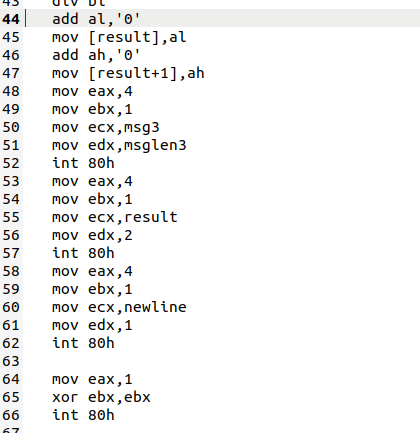 43 div bl
44 add al,'0'
45 mov [result],al
46 add ah,'0'
47 mov [result+1],ah
48 mov eax,4
49 mov ebx,1
50 mov ecx,msg3
51 mov edx,msglen3
52 int 80h
53 mov eax,4
54 mov ebx,1
55 mov ecx,result
56 mov edx,2
57 int 80h
58 mov eax,4
59 mov ebx,1
60 mov ecx,newline
61 mov edx,1
62 int 80h
63
64 mov eax,1
65 xor ebx,ebx
66 int 80h
67